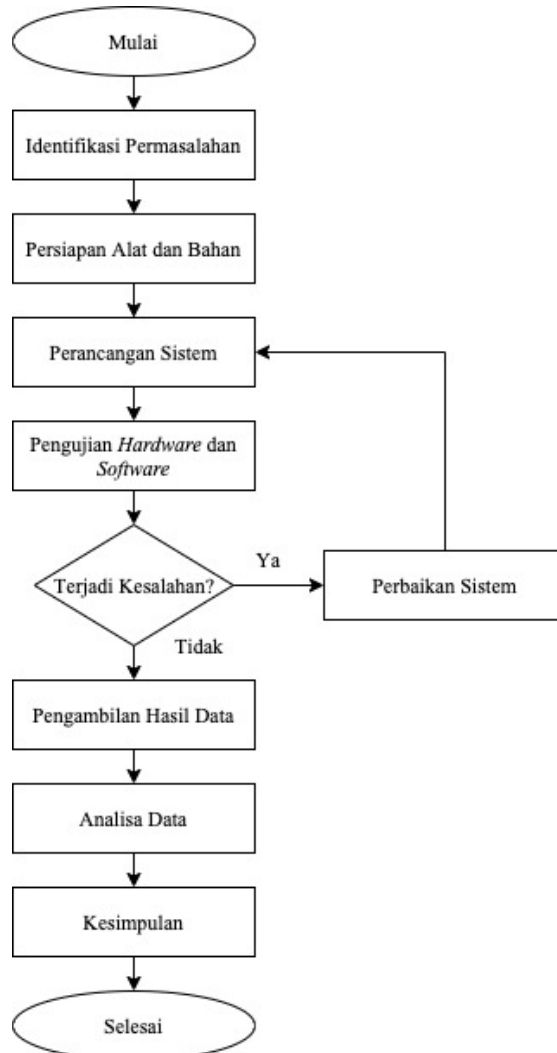 Mulai
Identifikasi Permasalahan
Persiapan Alat dan Bahan
Perancangan Sistem
Pengujian Hardware dan
Software
Terjadi Kesalahan?
Ya
Perbaikan Sistem
Tidak
Pengambilan Hasil Data
Analisa Data
Kesimpulan
Selesai